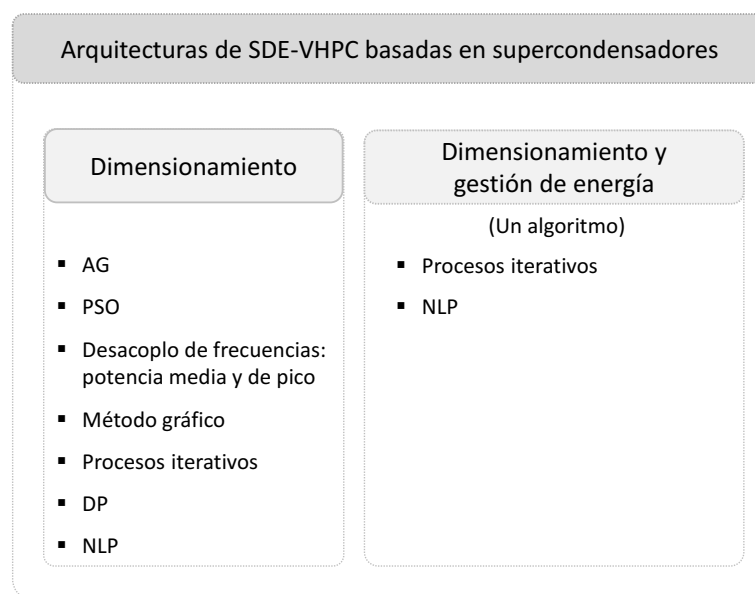 Arquitecturas de SDE-VHPC basadas en supercondensadores
Dimensionamiento
▪ AG
▪ PSO
▪ Desacoplo de frecuencias:
potencia media y de pico
▪ Método gráfico
▪ Procesos iterativos
▪ DP
▪ NLP
Dimensionamiento y
gestión de energía
(Un algoritmo)
▪ Procesos iterativos
▪ NLP